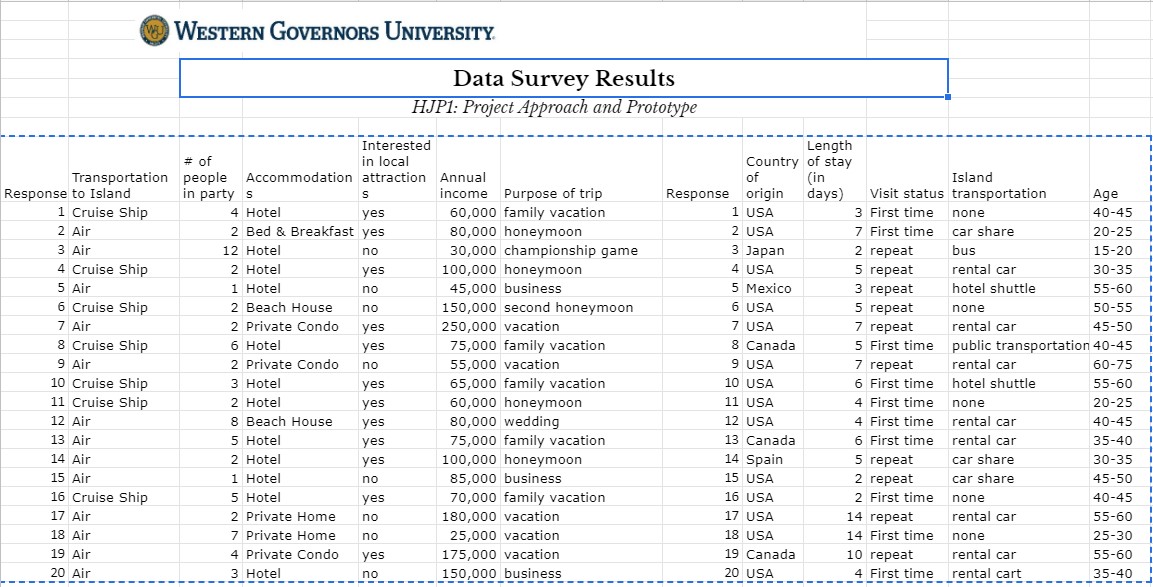 WESTERN GOVERNORS UNIVERSITY
Data Survey Results
HJP1: Project Approach and Prototype
Response Transportation to Island # of people in party Accommodations Interested in local attractions Annual income Purpose of trip Response Country of origin Length of stay (in days) Visit status Island transportation Age
1 Cruise Ship 4 Hotel yes 60,000 family vacation 1 USA 3 First time none 40-45
2 Air 2 Bed & Breakfast yes 80,000 honeymoon 2 USA 7 First time car share 20-25
3 Air 12 Hotel no 30,000 championship game 3 Japan 2 repeat bus 15-20
4 Cruise Ship 2 Hotel yes 100,000 honeymoon 4 USA 5 repeat rental car 30-35
5 Air 1 Hotel no 45,000 business 5 Mexico 3 repeat hotel shuttle 55-60
6 Cruise Ship 2 Beach House no 150,000 second honeymoon 6 USA 5 repeat none 50-55
7 Air 2 Private Condo yes 250,000 vacation 7 USA 7 repeat rental car 45-50
8 Cruise Ship 6 Hotel yes 75,000 family vacation 8 Canada 5 First time public transportation 40-45
9 Air 2 Private Condo no 55,000 vacation 9 USA 7 repeat rental car 60-75
10 Cruise Ship 3 Hotel yes 65,000 family vacation 10 USA 6 First time hotel shuttle 55-60
11 Cruise Ship 2 Hotel yes 60,000 honeymoon 11 USA 4 First time none 20-25
12 Air 8 Beach House yes 80,000 wedding 12 USA 4 First time rental car 40-45
13 Air 5 Hotel yes 75,000 family vacation 13 Canada 6 First time rental car 35-40
14 Air 2 Hotel yes 100,000 honeymoon 14 Spain 5 repeat car share 30-35
15 Air 1 Hotel no 85,000 business 15 USA 2 repeat car share 45-50
16 Cruise Ship 5 Hotel yes 70,000 family vacation 16 USA 2 First time none 40-45
17 Air 2 Private Home no 180,000 vacation 17 USA 14 repeat rental car 55-60
18 Air 7 Private Home no 25,000 vacation 18 USA 14 First time none 25-30
19 Air 4 Private Condo yes 175,000 vacation 19 Canada 10 repeat rental car 55-60
20 Air 3 Hotel no 150,000 business 20 USA 4 First time rental cart 35-40